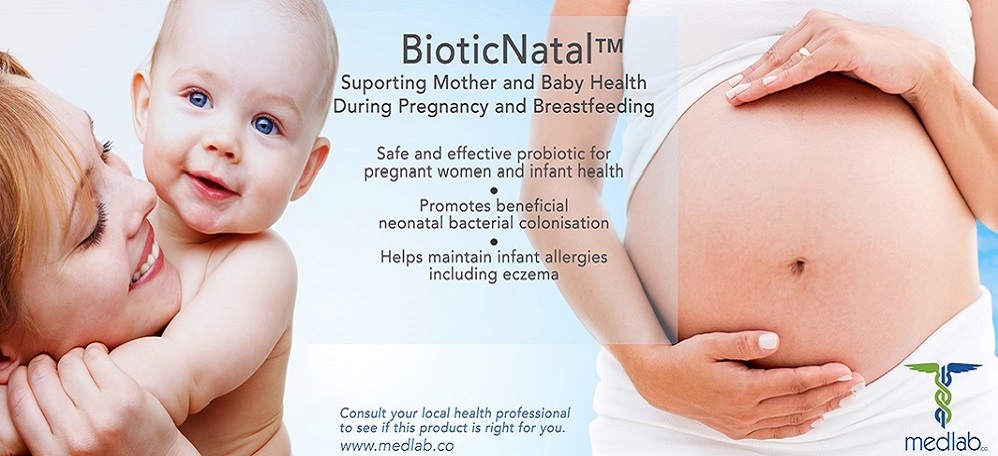 BioticNatal™
Suporting Mother and Baby Health
During Pregnancy and Breastfeeding
Safe and effective probiotic for
pregnant women and infant health
•
Promotes beneficial
neonatal bacterial colonisation
•
Helps maintain infant allergies
including eczema
Consult your local health professional
to see if this product is right for you.
www.medlab.co
medlab.co